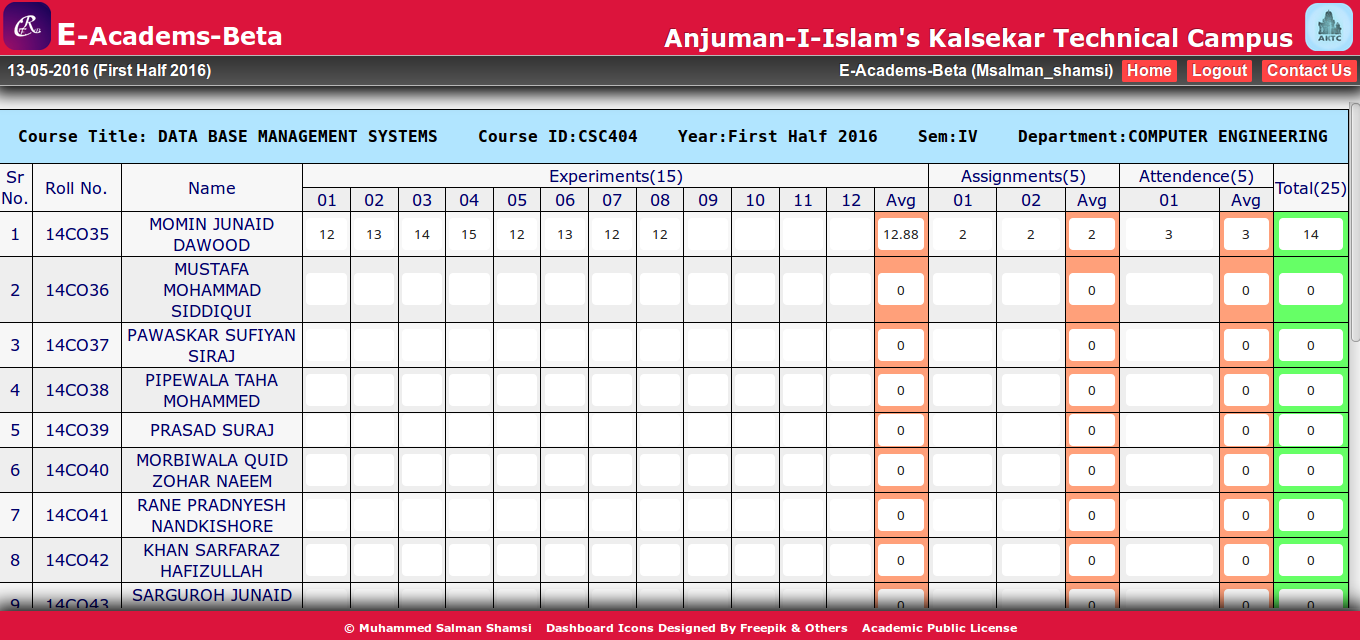 E-Academs-Beta
Anjuman-I-Islam's Kalsekar Technical Campus
AKTC
13-05-2016 (First Half 2016)
E-Academs-Beta (Msalman_shamsi) Home Logout Contact Us
Course Title: DATA BASE MANAGEMENT SYSTEMS Course ID:CSC404 Year:First Half 2016 Sem:IV Department:COMPUTER ENGINEERING
Sr No. Roll No. Name Experiments(15) Assignments(5) Attendence(5) Total(25)
01 02 03 04 05 06 07 08 09 10 11 12 Avg 01 02 Avg 01 Avg
1 14CO35 MOMIN JUNAID DAWOOD 12 13 14 15 12 13 12 12 12.88 2 2 2 3 3 14
2 14CO36 MUSTAFA MOHAMMAD SIDDIQUI 0 0 0 0
3 14CO37 PAWASKAR SUFIYAN SIRAJ 0 0 0 0
4 14CO38 PIPEWALA TAHA MOHAMMED 0 0 0 0
5 14CO39 PRASAD SURAJ 0 0 0 0
6 14CO40 MORBIWALA QUID ZOHAR NAEEM 0 0 0 0
7 14CO41 RANE PRADNYESH NANDKISHORE 0 0 0 0
8 14CO42 KHAN SARFARAZ HAFIZULLAH 0 0 0 0
9 14CO43 SARGUROH JUNAID 0 0 0 0
© Muhammed Salman Shamsi Dashboard Icons Designed By Freepik & Others Academic Public License